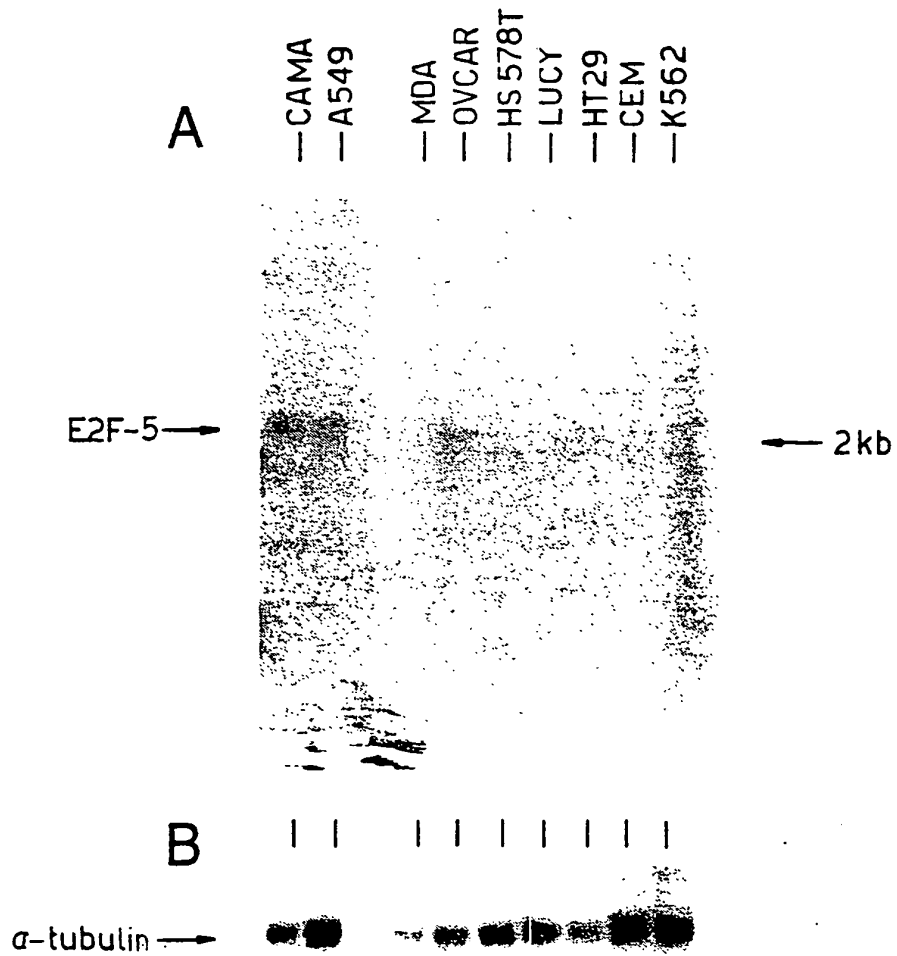 A
CAMA
A549
MDA
OVCAR
HS 578T
LUCY
HT29
CEM
K562
E2F-5
2kb
B
α-tubulin